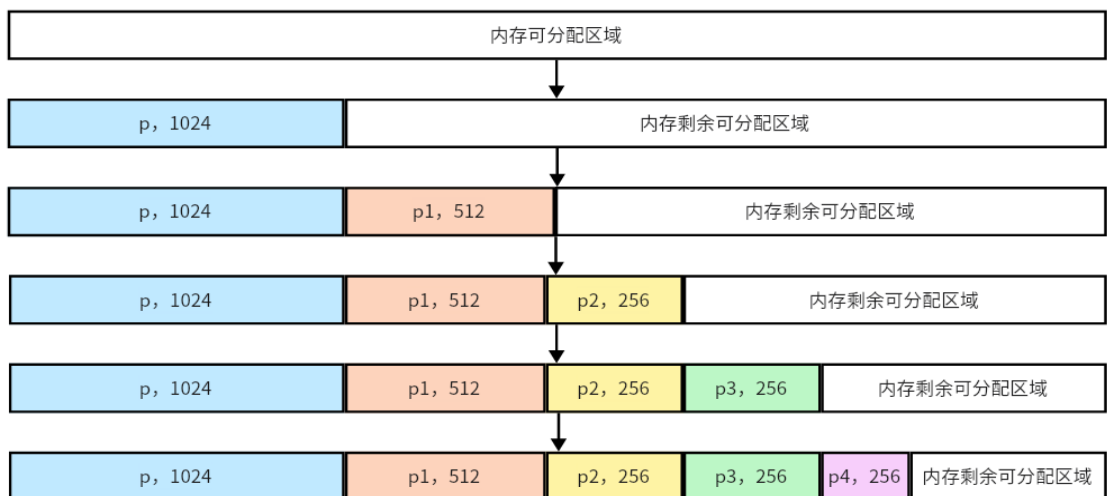 内存可分配区域
p，1024 内存剩余可分配区域
p，1024 p1，512 内存剩余可分配区域
p，1024 p1，512 p2，256 内存剩余可分配区域
p，1024 p1，512 p2，256 p3，256 内存剩余可分配区域
p，1024 p1，512 p2，256 p3，256 p4，256 内存剩余可分配区域